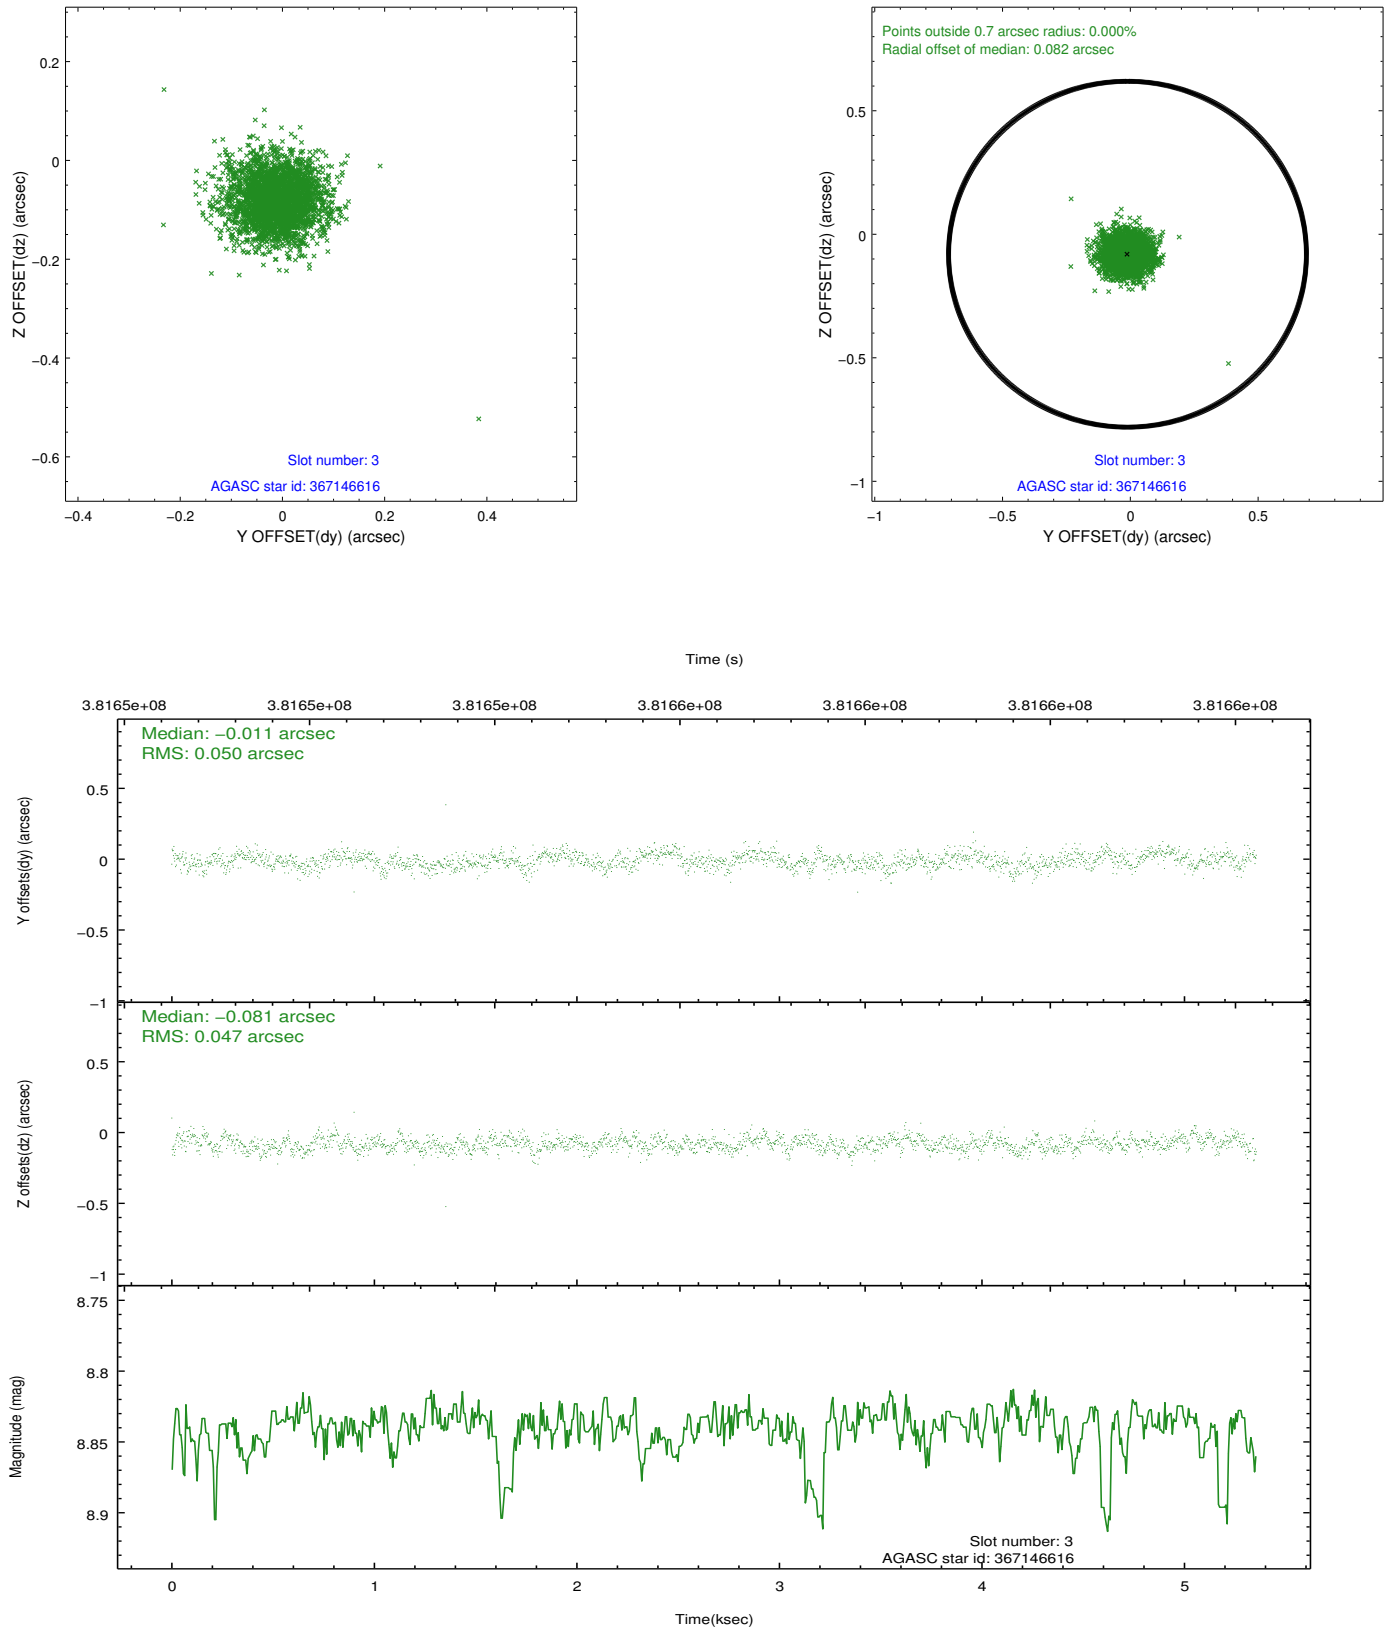 0.2
0
−0.2
−0.4
−0.6
Z OFFSET(dz) (arcsec)
Slot number: 3
AGASC star id: 367146616
−0.4 −0.2 0 0.2 0.4
Y OFFSET(dy) (arcsec)
Points outside 0.7 arcsec radius: 0.000%
Radial offset of median: 0.082 arcsec
0.5
0
−0.5
−1
Z OFFSET(dz) (arcsec)
Slot number: 3
AGASC star id: 367146616
−1 −0.5 0 0.5
Y OFFSET(dy) (arcsec)
Time (s)
3.8165e+08 3.8165e+08 3.8165e+08 3.8166e+08 3.8166e+08 3.8166e+08 3.8166e+08
Median: −0.011 arcsec
RMS: 0.050 arcsec
0.5
0
−0.5
−1
Y offsets(dy) (arcsec)
Median: −0.081 arcsec
RMS: 0.047 arcsec
0.5
0
−0.5
−1
Z offsets(dz) (arcsec)
8.75
8.8
8.85
8.9
Magnitude (mag)
Slot number: 3
AGASC star id: 367146616
0 1 2 3 4 5
Time(ksec)